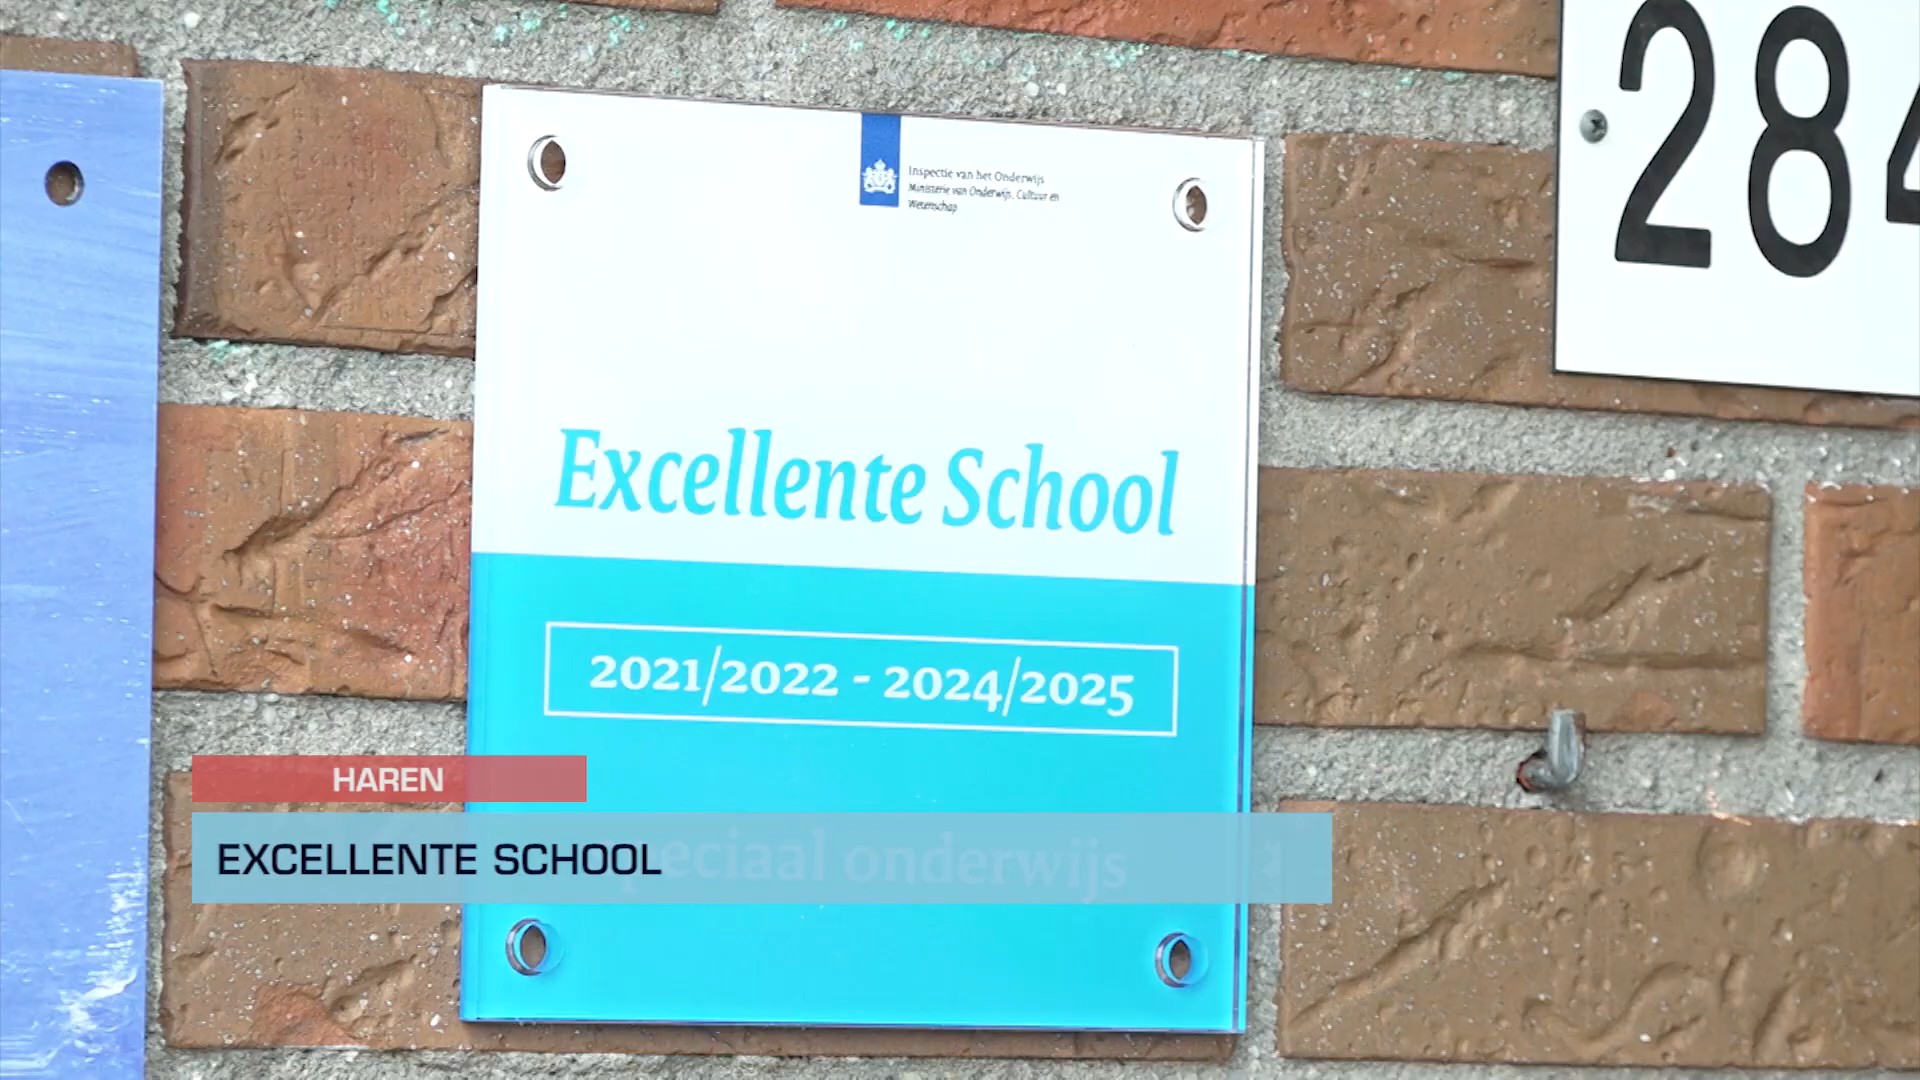 284
Inspectie van het Onderwijs
Ministerie van Onderwijs, Cultuur en
Wetenschap
Excellente School
2021/2022 - 2024/2025
HAREN
EXCELLENTE SCHOOL
speciaal onderwijs